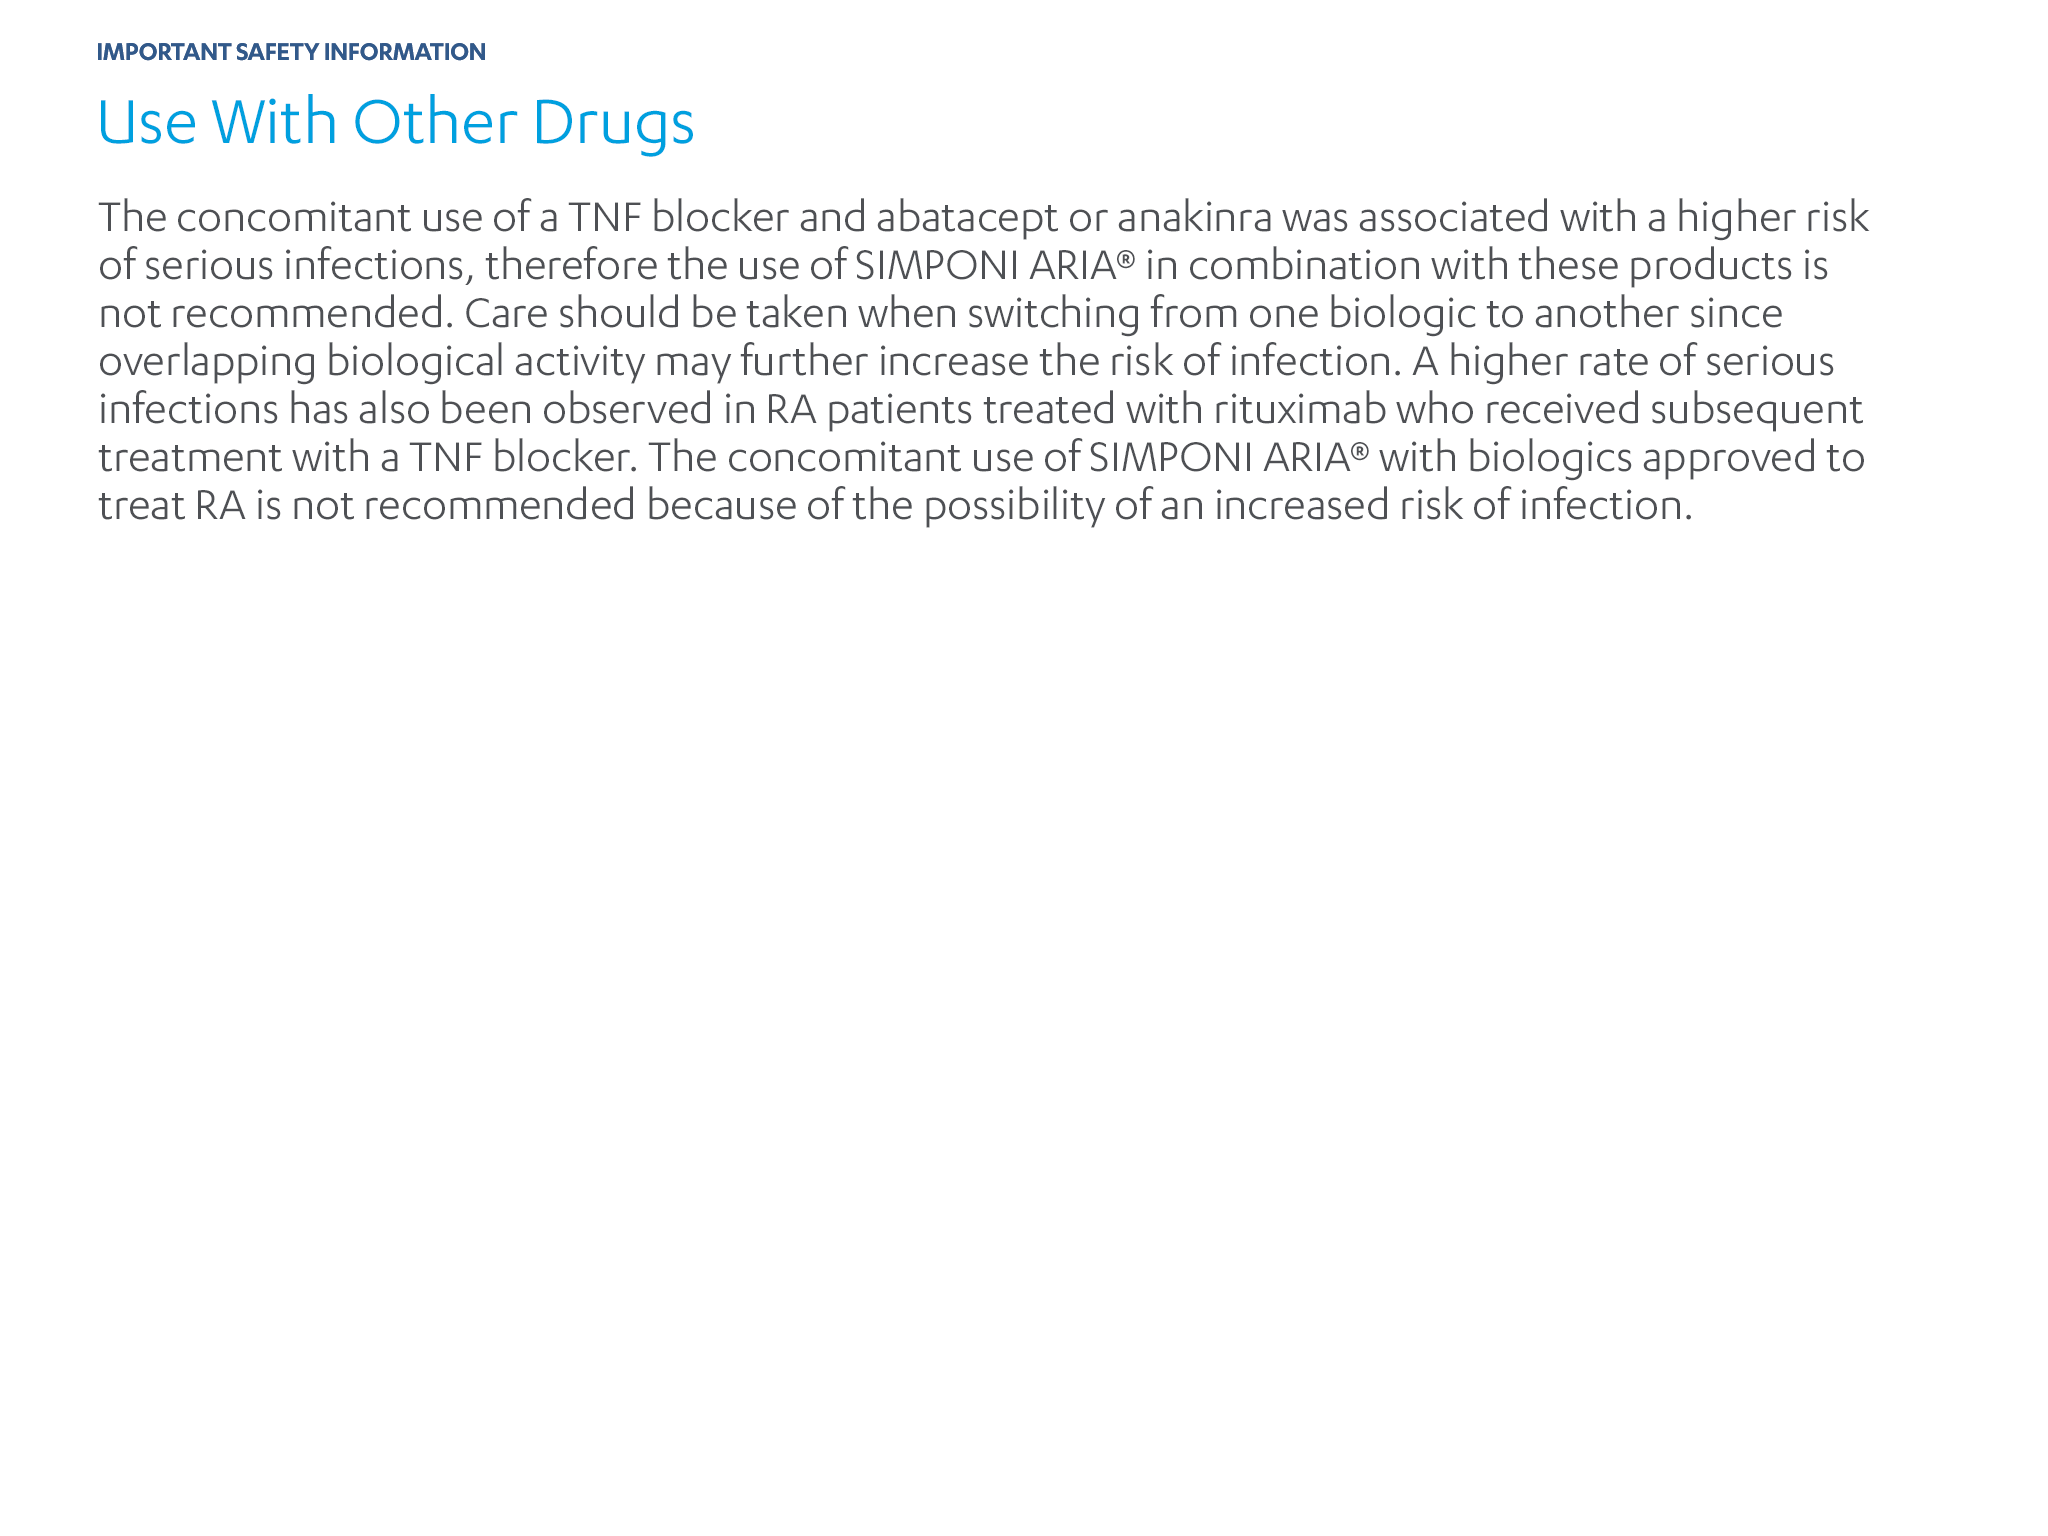 IMPORTANT SAFETY INFORMATION
Use With Other Drugs
The concomitant use of a TNF blocker and abatacept or anakinra was associated with a higher risk
of serious infections, therefore the use of SIMPONI ARIA® in combination with these products is
not recommended. Care should be taken when switching from one biologic to another since
overlapping biological activity may further increase the risk of infection. A higher rate of serious
infections has also been observed in RA patients treated with rituximab who received subsequent
treatment with a TNF blocker. The concomitant use of SIMPONI ARIA® with biologics approved to
treat RA is not recommended because of the possibility of an increased risk of infection.